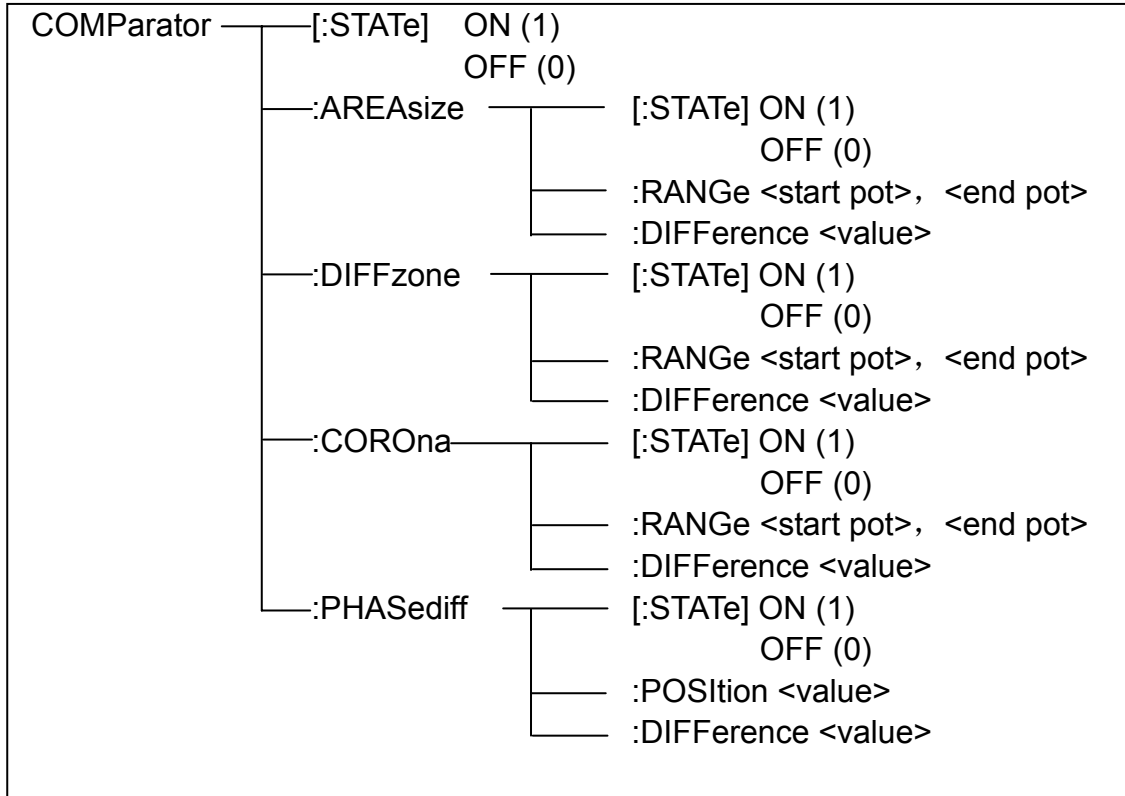 COMParator [:STATe] ON (1)
OFF (0)
:AREAsize [:STATe] ON (1)
OFF (0)
:RANGe <start pot>，<end pot>
:DIFFerence <value>
:DIFFzone [:STATe] ON (1)
OFF (0)
:RANGe <start pot>，<end pot>
:DIFFerence <value>
:COROna [:STATe] ON (1)
OFF (0)
:RANGe <start pot>，<end pot>
:DIFFerence <value>
:PHASediff [:STATe] ON (1)
OFF (0)
:POSItion <value>
:DIFFerence <value>